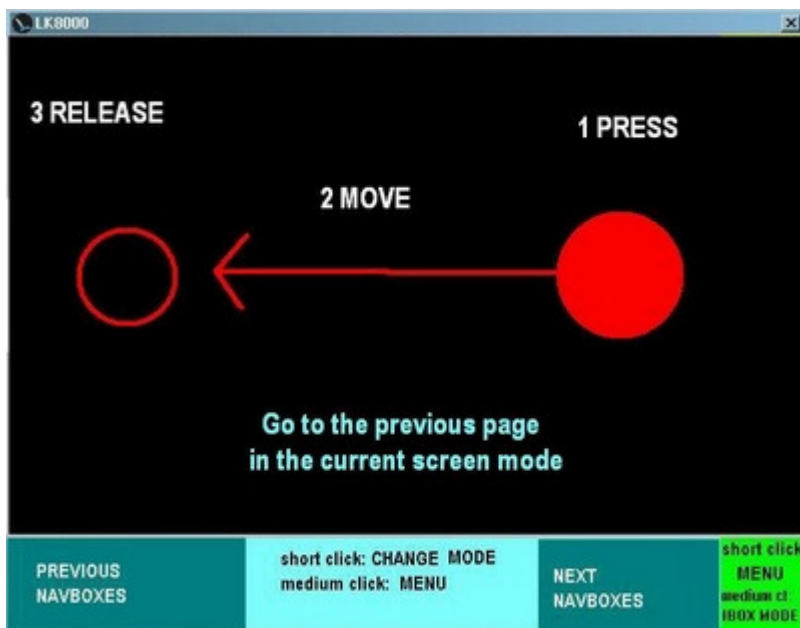 LK8000
3 RELEASE
1 PRESS
2 MOVE
Go to the previous page
in the current screen mode
PREVIOUS
NAVBOXES
short click: CHANGE MODE
medium click: MENU
NEXT
NAVBOXES
short click
MENU
medium cl
IBOX MODE